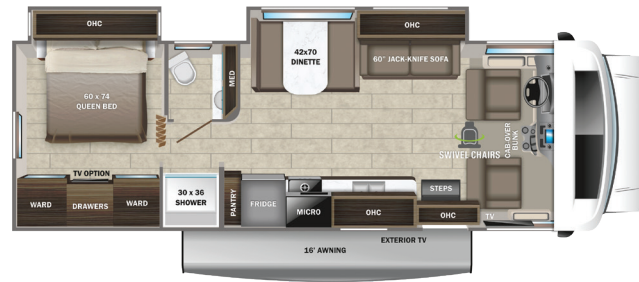 OHC
OHC
42x70
DINETTE
60" JACK-KNIFE SOFA
MED
60 x 74
QUEEN BED
CAB OVER
BUNK
SWIVEL CHAIRS
TV OPTION
WARD
DRAWERS
WARD
30 x 36
SHOWER
PANTRY
FRIDGE
MICRO
OHC
STEPS
OHC
TV
EXTERIOR TV
16' AWNING